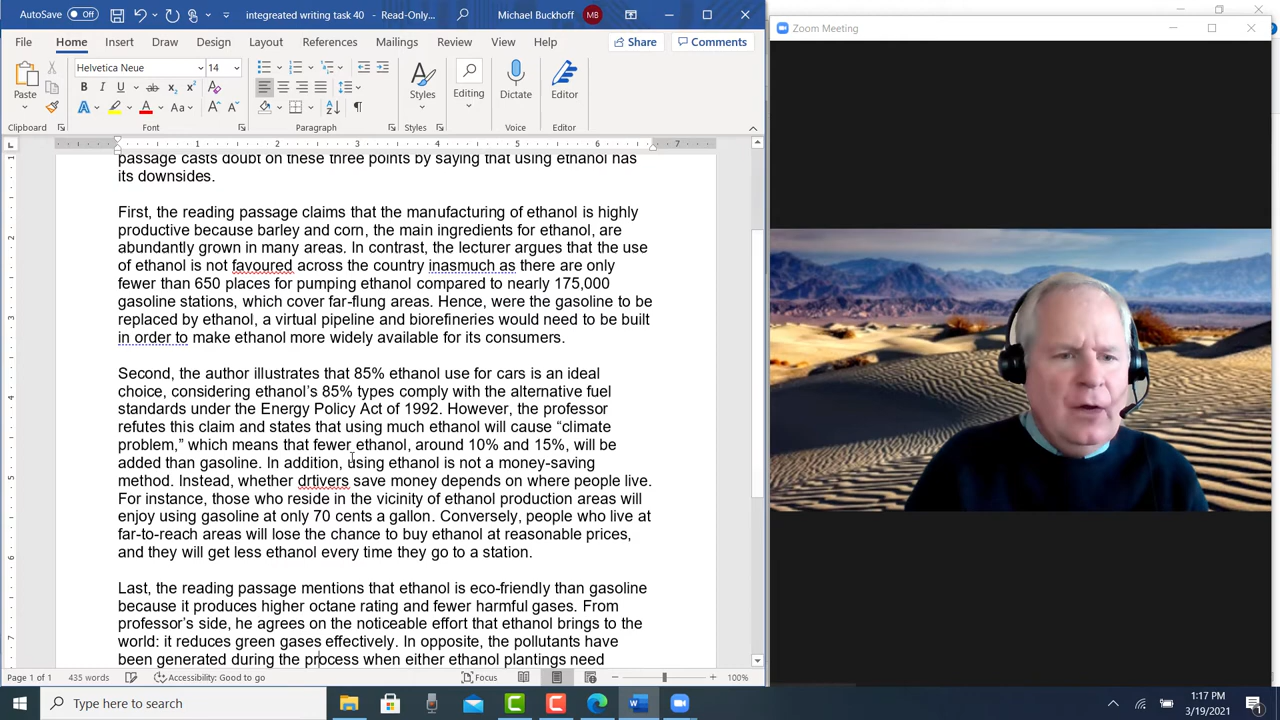 AutoSave Off integrated writing task 40 - Read-Only... Michael Buckhoff MB
Zoom Meeting
File Home Insert Draw Design Layout References Mailings Review View Help Share Comments
Helvetica Neue 14
Paste Styles Editing Dictate Editor
Clipboard Font Paragraph Styles Voice Editor
1 2 3 4 5 6 7
passage casts doubt on these three points by saying that using ethanol has
its downsides.
First, the reading passage claims that the manufacturing of ethanol is highly
productive because barley and corn, the main ingredients for ethanol, are
abundantly grown in many areas. In contrast, the lecturer argues that the use
of ethanol is not favoured across the country inasmuch as there are only
fewer than 650 places for pumping ethanol compared to nearly 175,000
gasoline stations, which cover far-flung areas. Hence, were the gasoline to be
replaced by ethanol, a virtual pipeline and biorefineries would need to be built
in order to make ethanol more widely available for its consumers.
Second, the author illustrates that 85% ethanol use for cars is an ideal
choice, considering ethanol's 85% types comply with the alternative fuel
standards under the Energy Policy Act of 1992. However, the professor
refutes this claim and states that using much ethanol will cause “climate
problem,” which means that fewer ethanol, around 10% and 15%, will be
added than gasoline. In addition, using ethanol is not a money-saving
method. Instead, whether drtivers save money depends on where people live.
For instance, those who reside in the vicinity of ethanol production areas will
enjoy using gasoline at only 70 cents a gallon. Conversely, people who live at
far-to-reach areas will lose the chance to buy ethanol at reasonable prices,
and they will get less ethanol every time they go to a station.
Last, the reading passage mentions that ethanol is eco-friendly than gasoline
because it produces higher octane rating and fewer harmful gases. From
professor's side, he agrees on the noticeable effort that ethanol brings to the
world: it reduces green gases effectively. In opposite, the pollutants have
been generated during the process when either ethanol plantings need
Page 1 of 1 435 words Accessibility: Good to go Focus 100%
Type here to search
1:17 PM
3/19/2021